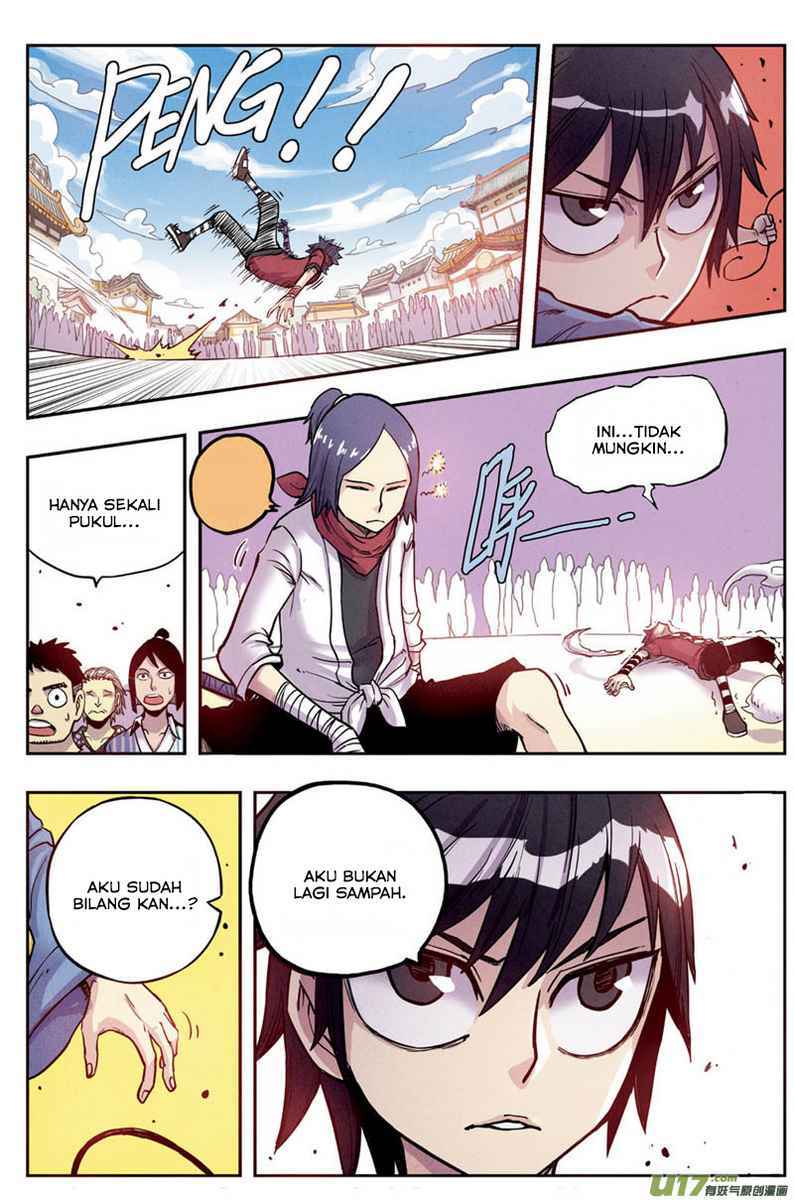 PENG!!
HANYA SEKALI
PUKUL...
INI...TIDAK
MUNGKIN...
AKU SUDAH
BILANG KAN...?
AKU BUKAN
LAGI SAMPAH.
U17.com
有妖气原创漫画